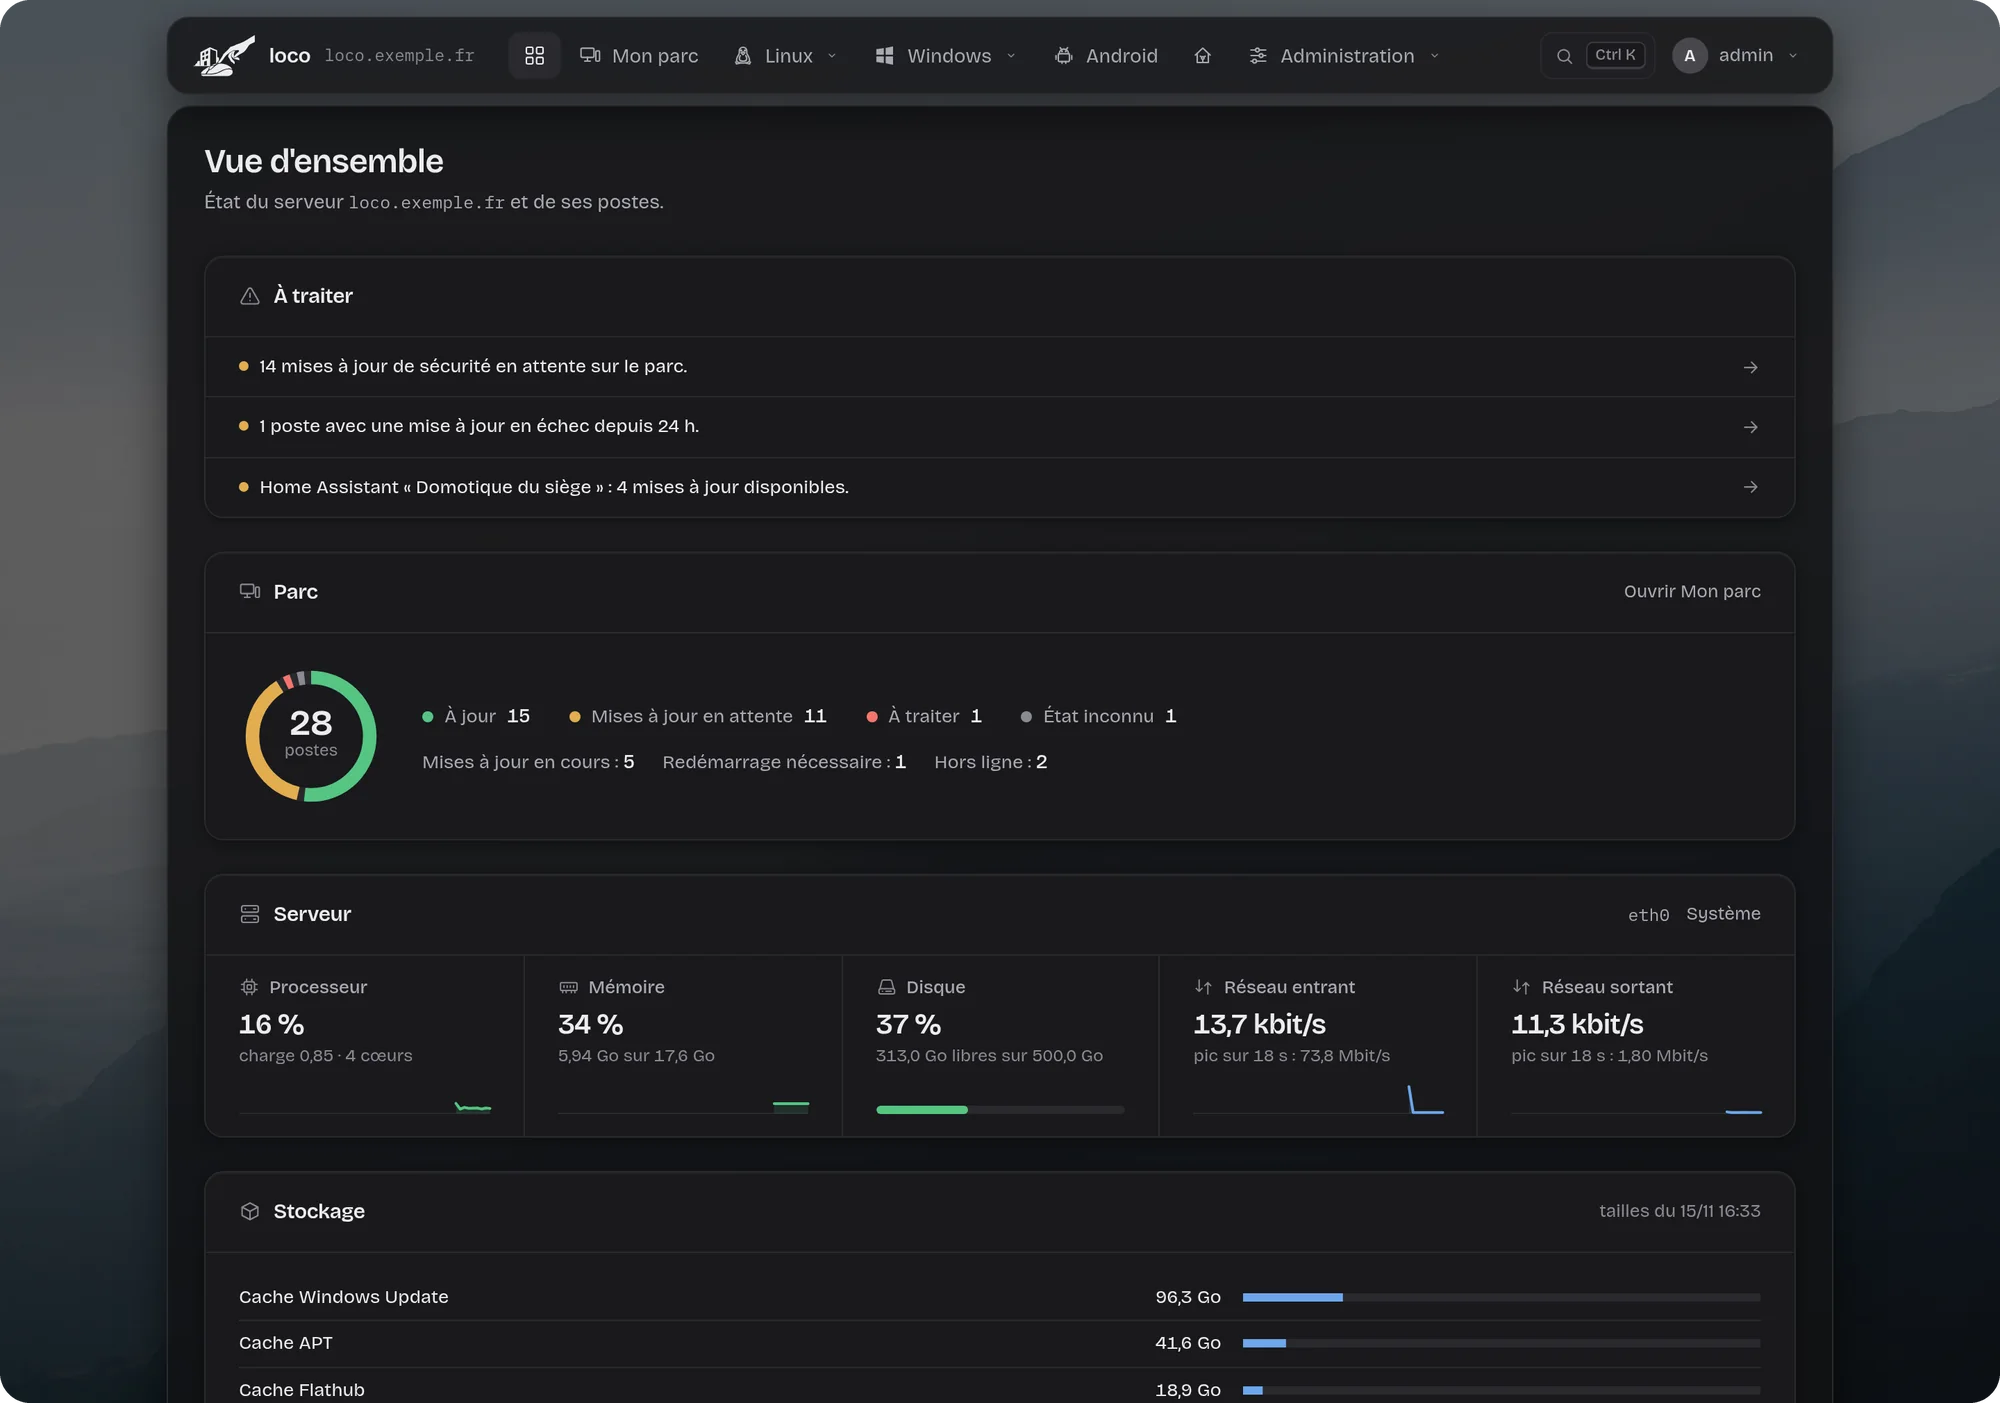 loco loco.exemple.fr Mon parc Linux Windows Android Administration Ctrl K A admin
Vue d'ensemble
État du serveur loco.exemple.fr et de ses postes.
À traiter
14 mises à jour de sécurité en attente sur le parc.
1 poste avec une mise à jour en échec depuis 24 h.
Home Assistant « Domotique du siège » : 4 mises à jour disponibles.
Parc Ouvrir Mon parc
28
postes
À jour 15 Mises à jour en attente 11 À traiter 1 État inconnu 1
Mises à jour en cours : 5 Redémarrage nécessaire : 1 Hors ligne : 2
Serveur eth0 Système
Processeur Mémoire Disque Réseau entrant Réseau sortant
16 % 34 % 37 % 13,7 kbit/s 11,3 kbit/s
charge 0,85 · 4 cœurs 5,94 Go sur 17,6 Go 313,0 Go libres sur 500,0 Go pic sur 18 s : 73,8 Mbit/s pic sur 18 s : 1,80 Mbit/s
Stockage tailles du 15/11 16:33
Cache Windows Update 96,3 Go
Cache APT 41,6 Go
Cache Flathub 18,9 Go